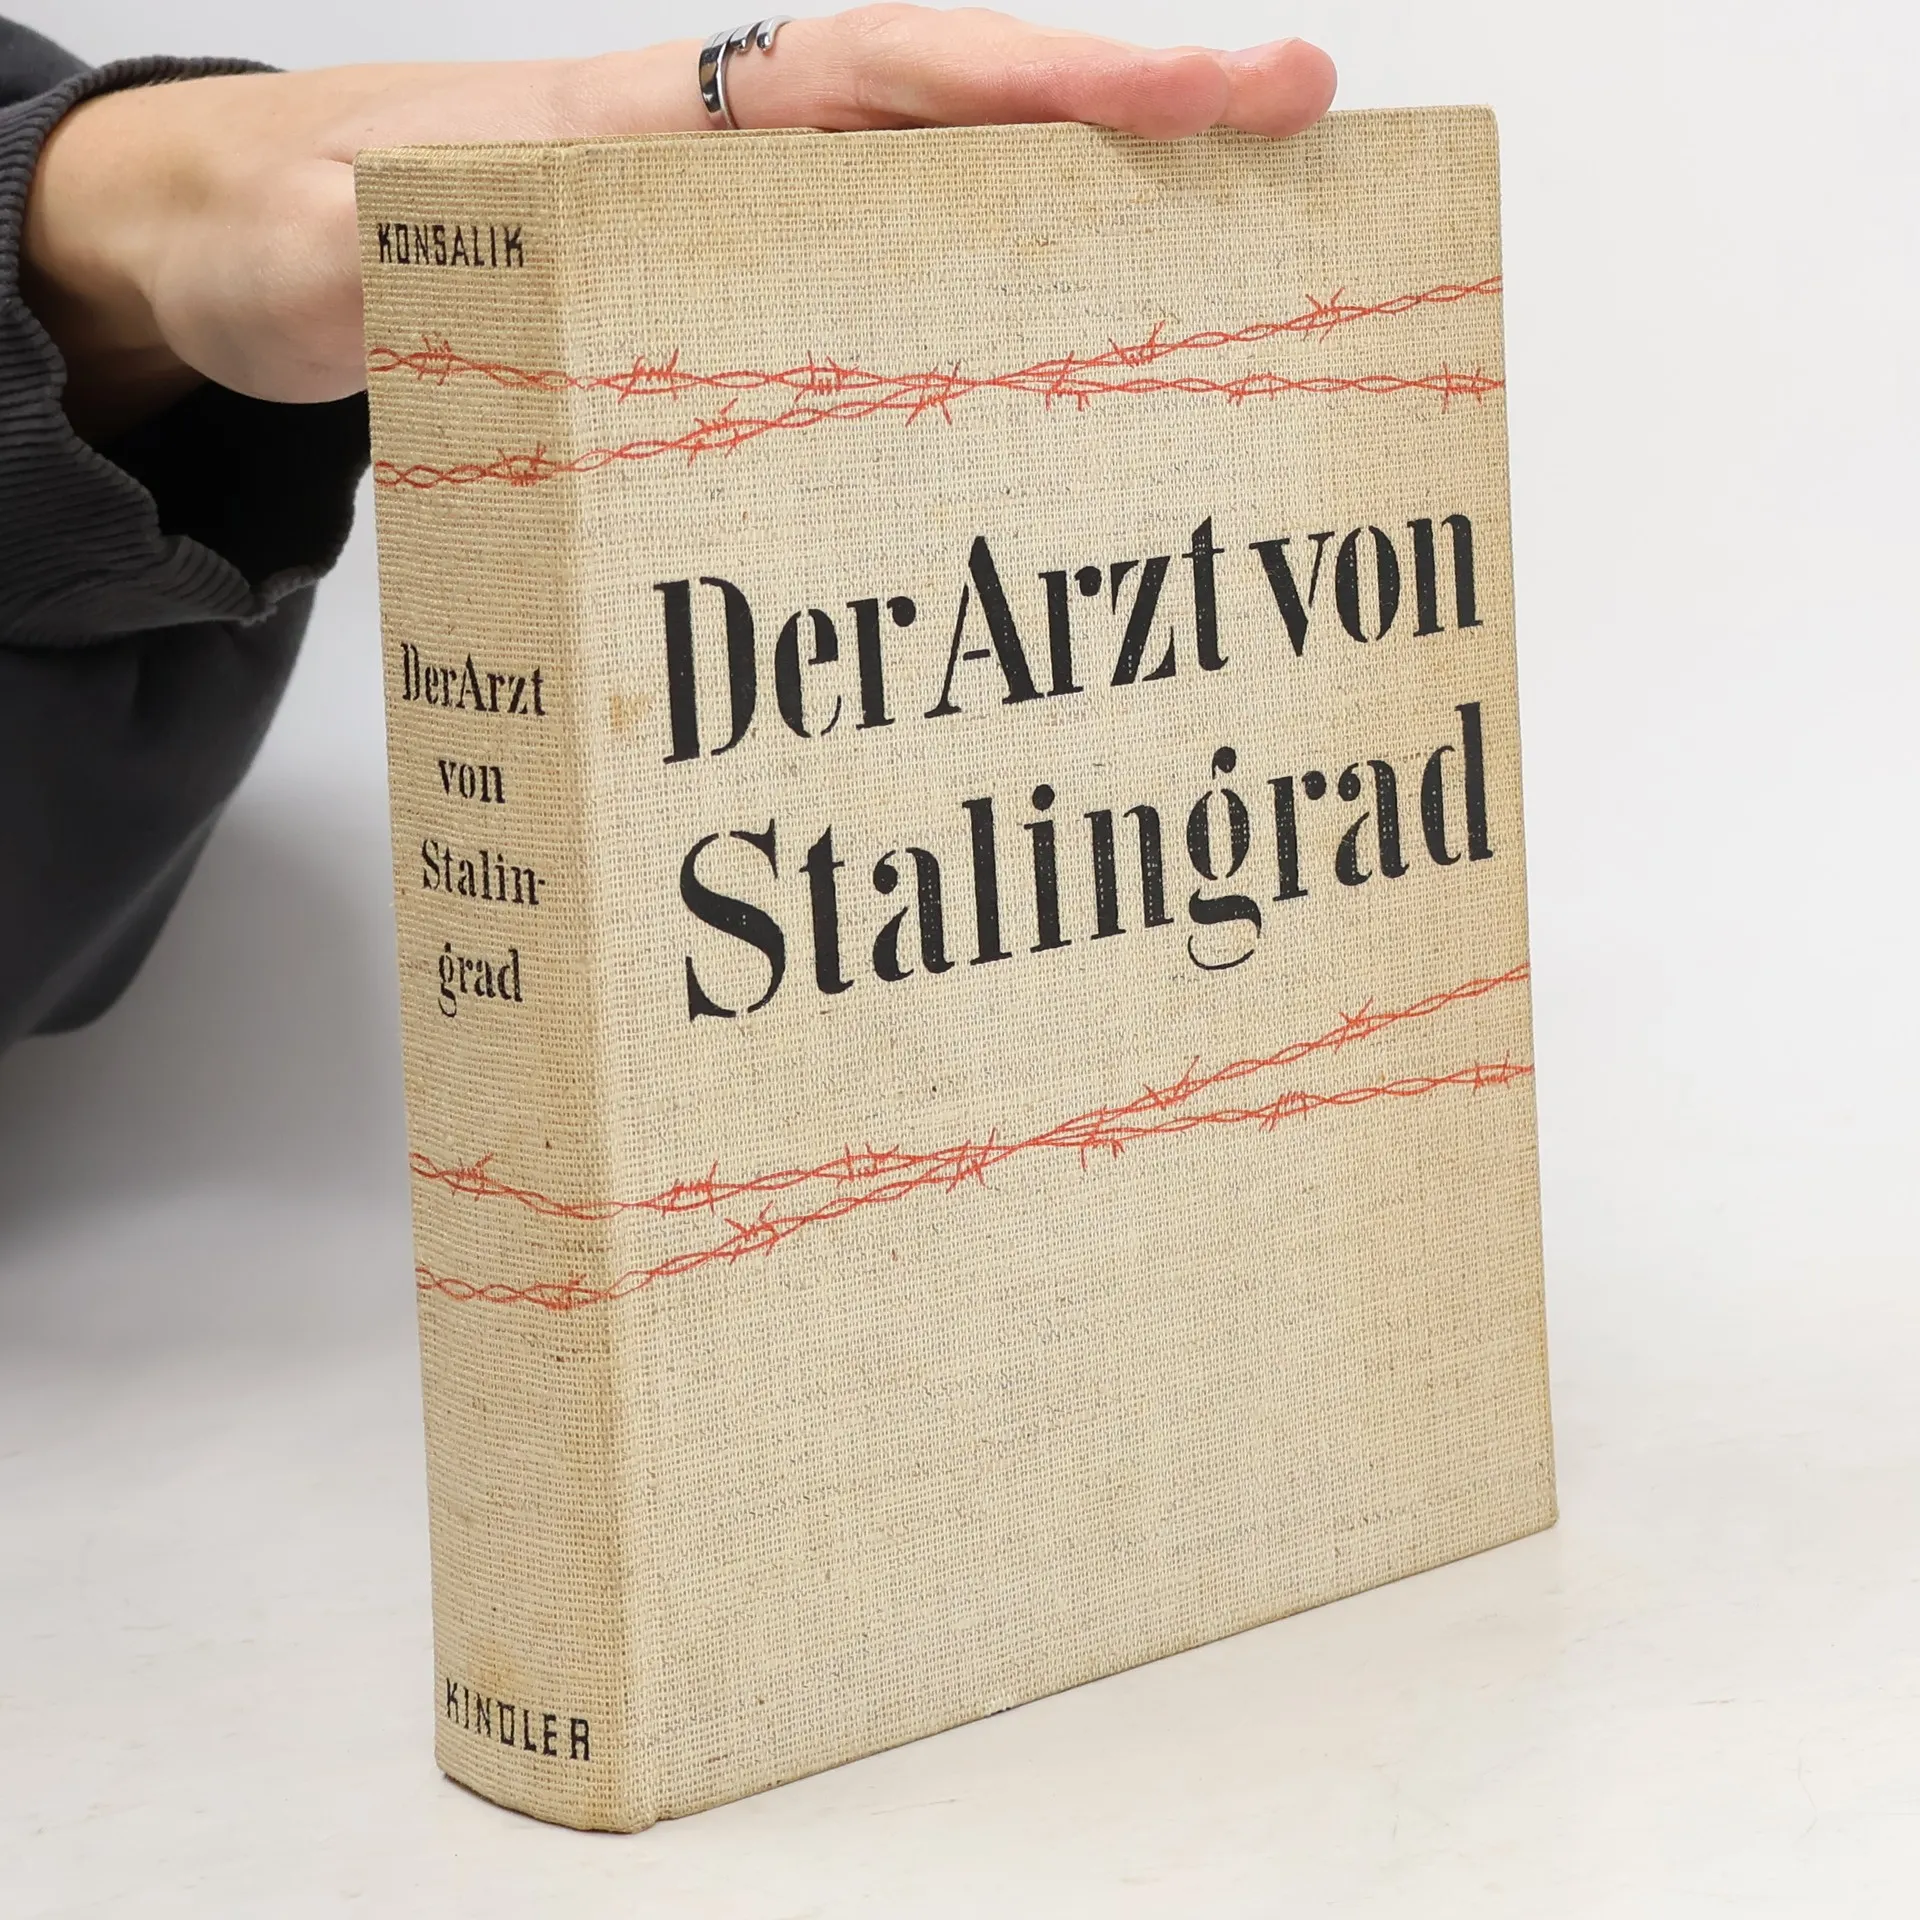 KONSALIK
Der Arzt
von
Stalin-
grad
KINDLER
Der Arzt von
Stalingrad